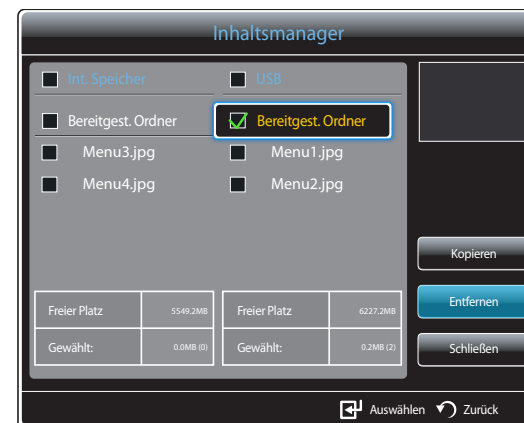 Inhaltsmanager
Int. Speicher
USB
Bereitgest. Ordner
Bereitgest. Ordner
Menu3.jpg
Menu1.jpg
Menu4.jpg
Menu2.jpg
Kopieren
Entfernen
Schließen
Freier Platz 5549.2MB
Freier Platz 6227.2MB
Gewählt: 0.0MB (0)
Gewählt: 0.2MB (2)
Auswählen Zurück